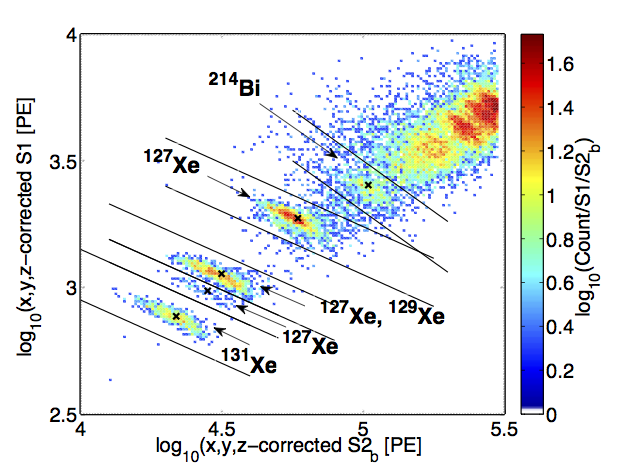 4
3.5
3
2.5
4
4.5
5
5.5
log10(x,y,z−corrected S1 [PE]
log10(x,y,z−corrected S2b [PE]
214Bi
127Xe
127Xe, 129Xe
127Xe
131Xe
1.6
1.4
1.2
1
0.8
0.6
0.4
0.2
0
log10(Count/S1/S2b)